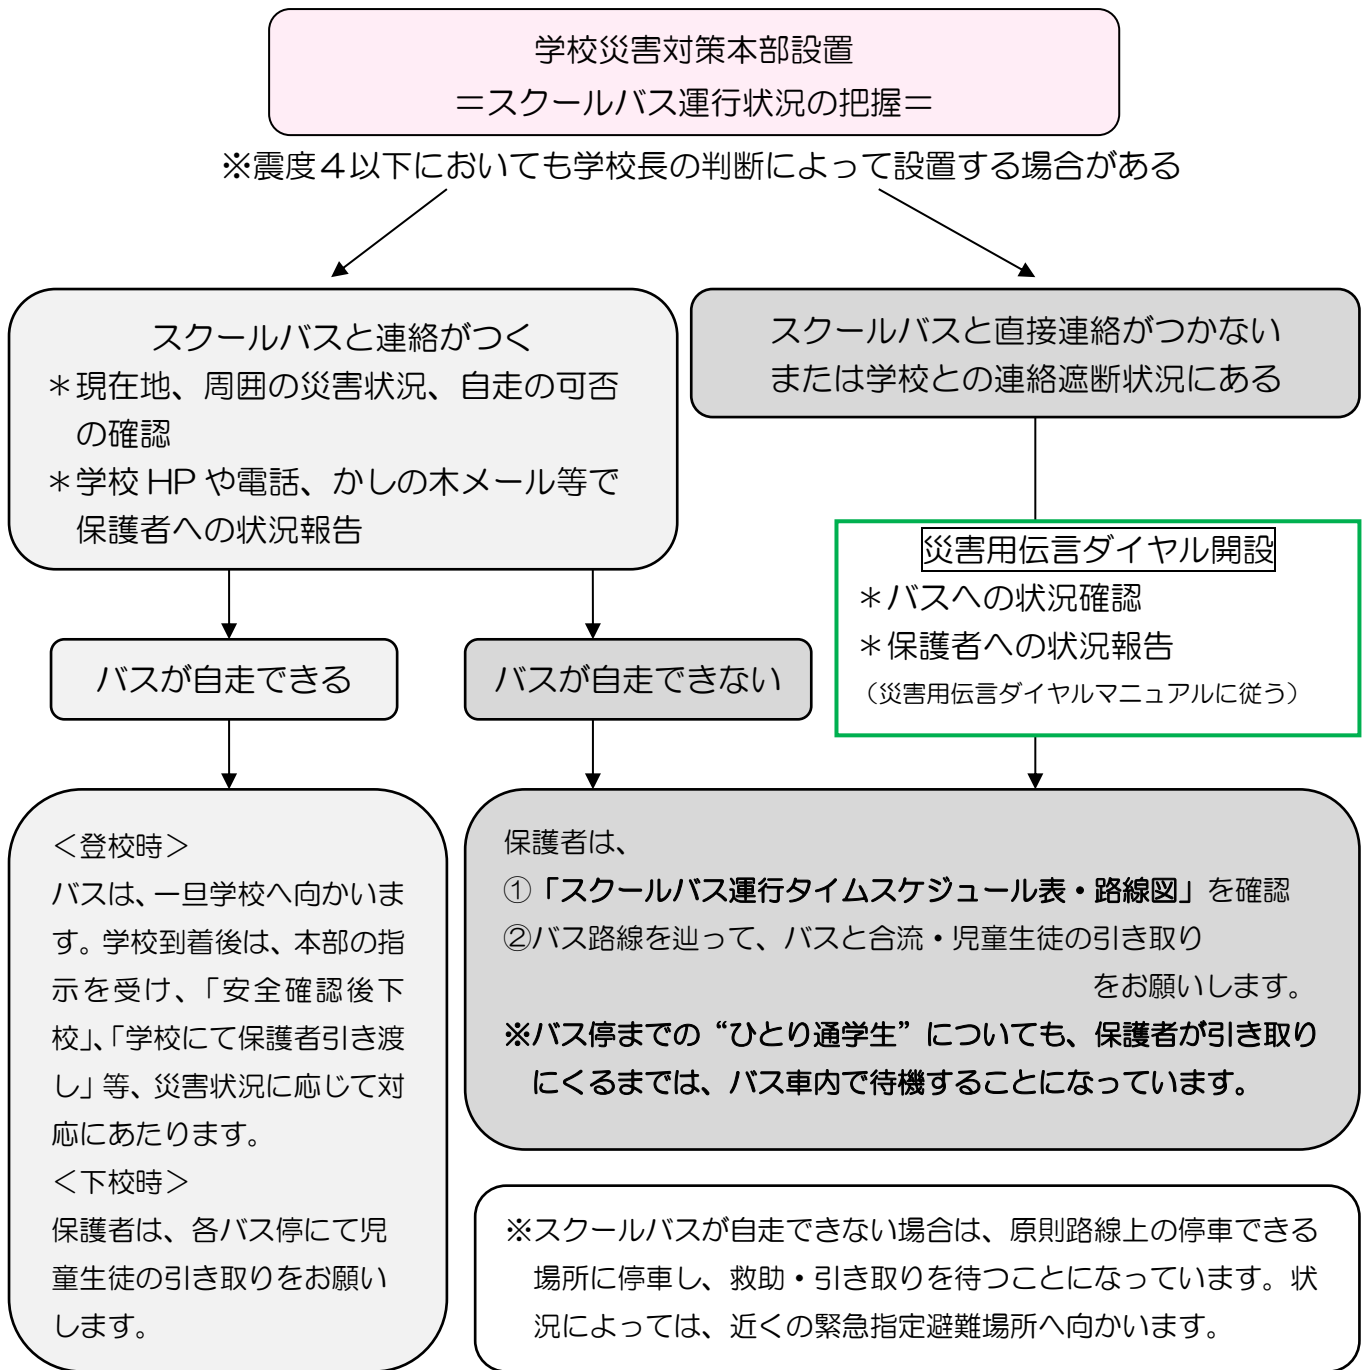 学校災害対策本部設置
＝スクールバス運行状況の把握＝
※震度４以下においても学校長の判断によって設置する場合がある
スクールバスと連絡がつく
＊現在地、周囲の災害状況、自走の可否
の確認
＊学校 HP や電話、かしの木メール等で
保護者への状況報告
スクールバスと直接連絡がつかない
または学校との連絡遮断状況にある
災害用伝言ダイヤル開設
＊バスへの状況確認
＊保護者への状況報告
（災害用伝言ダイヤルマニュアルに従う）
バスが自走できる
バスが自走できない
＜登校時＞
バスは、一旦学校へ向かいま
す。学校到着後は、本部の指
示を受け、「安全確認後下
校」、「学校にて保護者引き渡
し」等、災害状況に応じて対
応にあたります。
＜下校時＞
保護者は、各バス停にて児
童生徒の引き取りをお願い
します。
保護者は、
①「スクールバス運行タイムスケジュール表・路線図」を確認
②バス路線を辿って、バスと合流・児童生徒の引き取り
をお願いします。
※バス停までの“ひとり通学生”についても、保護者が引き取り
にくるまでは、バス車内で待機することになっています。
※スクールバスが自走できない場合は、原則路線上の停車できる
場所に停車し、救助・引き取りを待つことになっています。状
況によっては、近くの緊急指定避難場所へ向かいます。